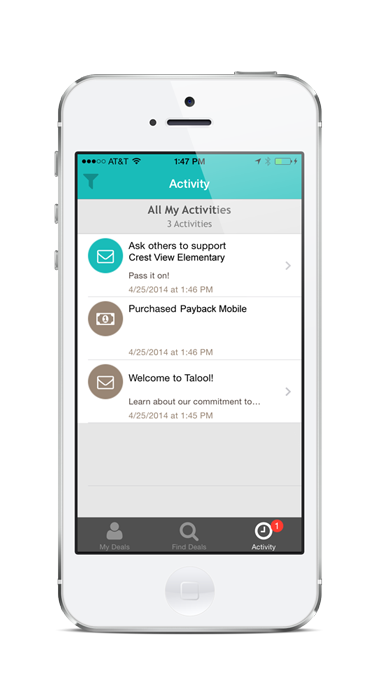 AT&T 1:47 PM
Activity
All My Activities
3 Activities
Ask others to support
Crest View Elementary
Pass it on!
4/25/2014 at 1:46 PM
Purchased Payback Mobile
4/25/2014 at 1:46 PM
Welcome to Talool!
Learn about our commitment to...
4/25/2014 at 1:45 PM
1
My Deals Find Deals Activity